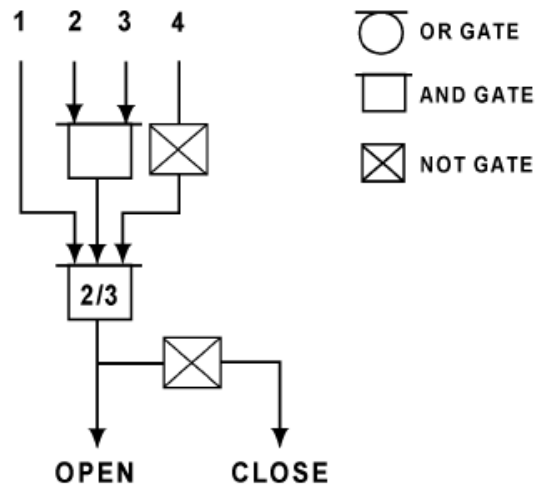 1 2 3 4
OR GATE
AND GATE
NOT GATE
2/3
OPEN CLOSE